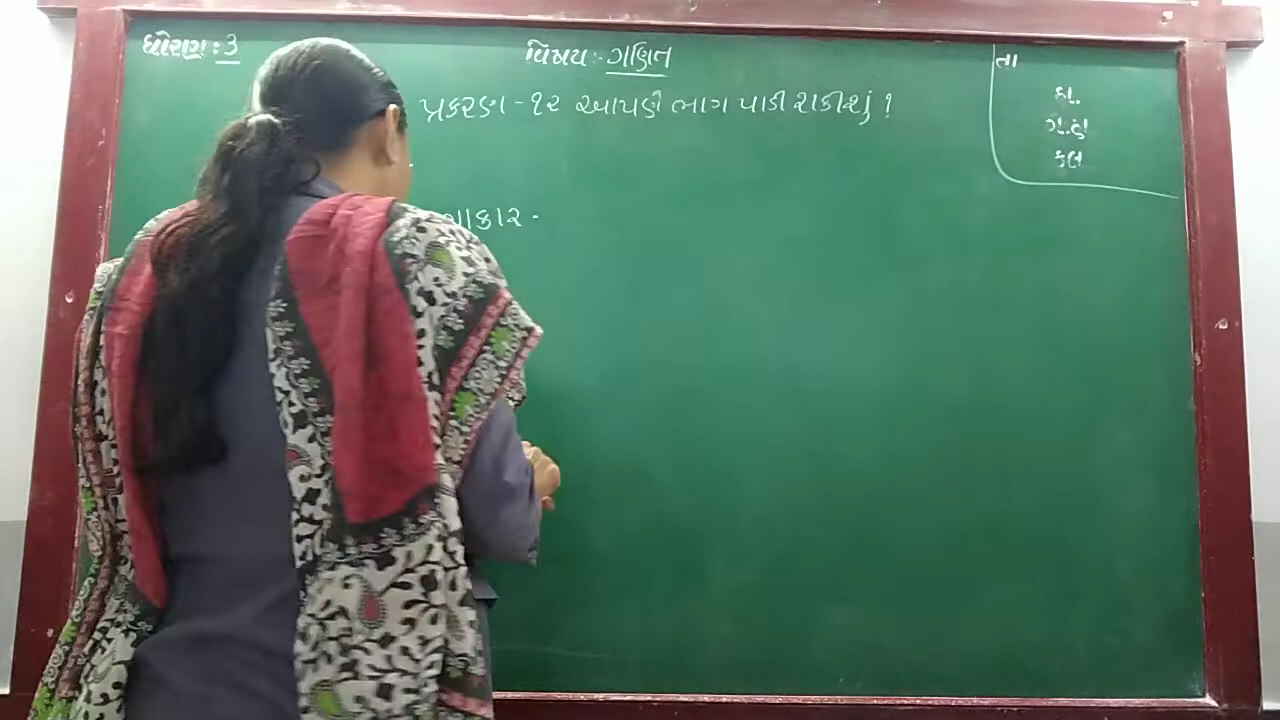 ધોરણ: 3
વિષય:- ગણિત
તા
પ્રકરણ - ૧૨ આપણે ભાગ પાડી શકીશું ?
હા.
ગે.હા
કુલ
ભાકાર -